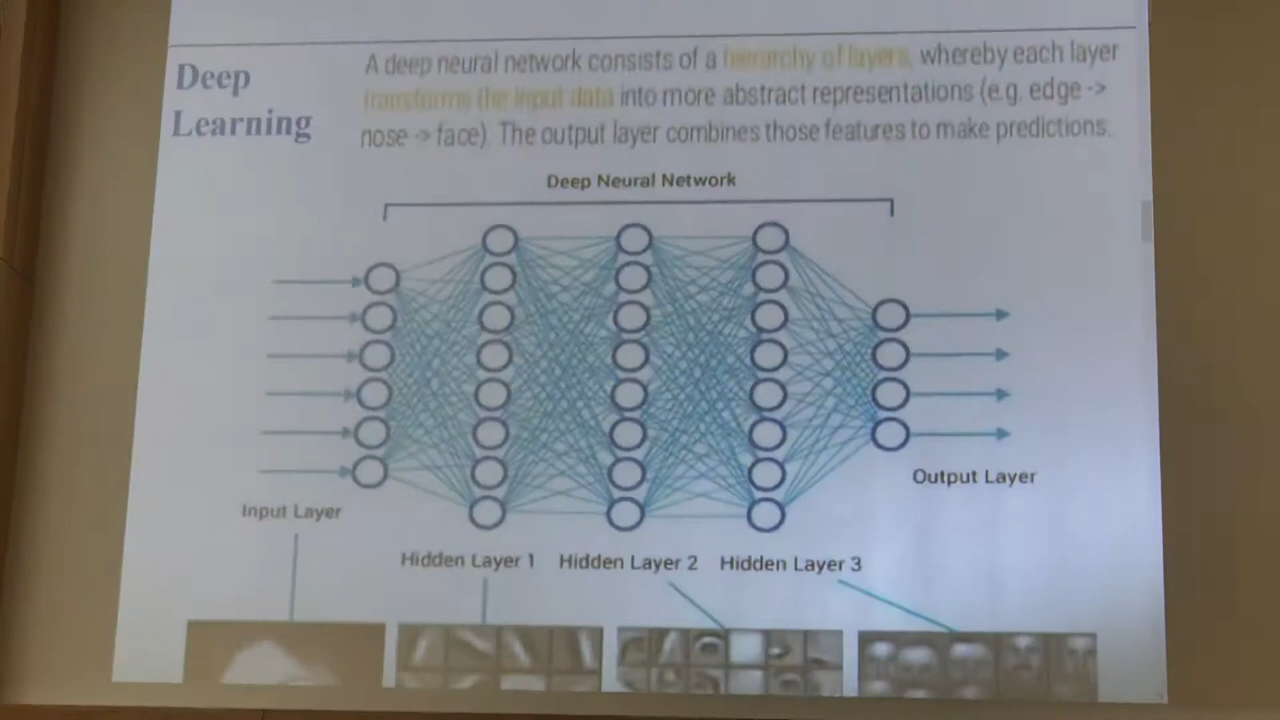 Deep
Learning
A deep neural network consists of a hierarchy of layers, whereby each layer
transforms the input data into more abstract representations (e.g. edge ->
nose -> face). The output layer combines those features to make predictions.
Deep Neural Network
Input Layer
Hidden Layer 1
Hidden Layer 2
Hidden Layer 3
Output Layer